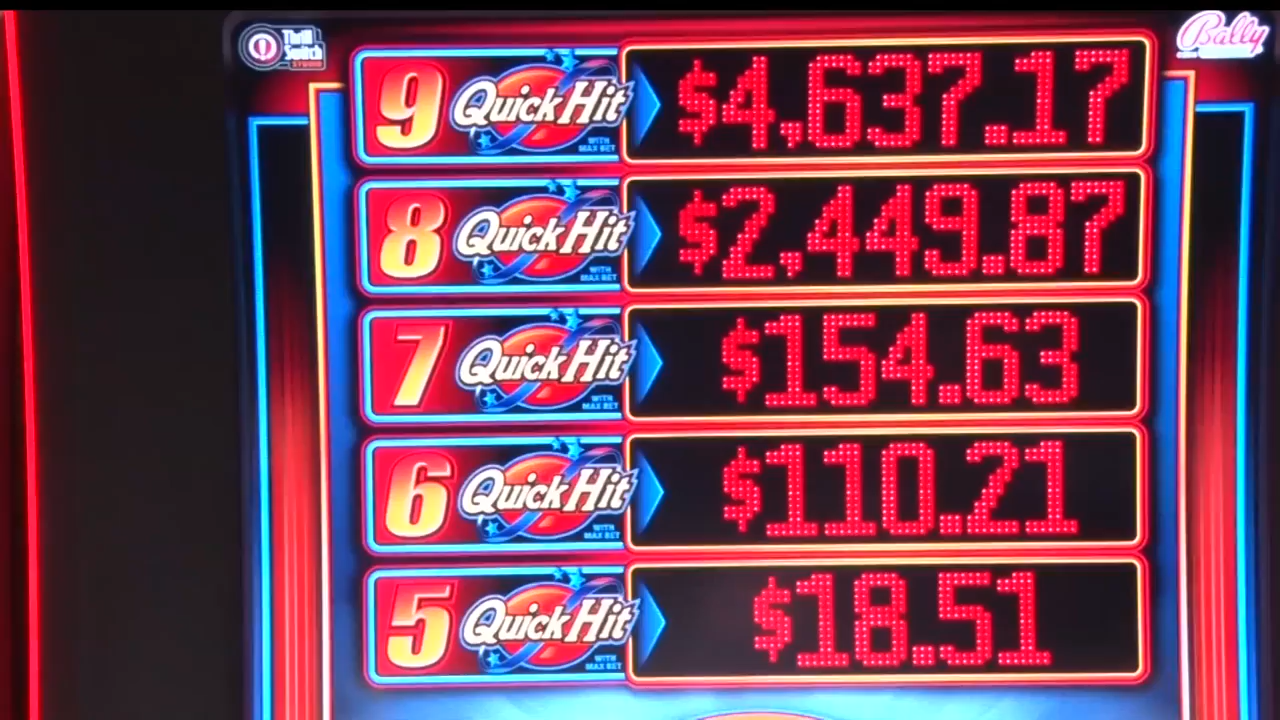 Thrill
Switch
STUDIO
Bally
9 Quick Hit $4,637.17
WITH
MAX BET
8 Quick Hit $2,449.87
WITH
MAX BET
7 Quick Hit $154.63
WITH
MAX BET
6 Quick Hit $110.21
WITH
MAX BET
5 Quick Hit $18.51
WITH
MAX BET